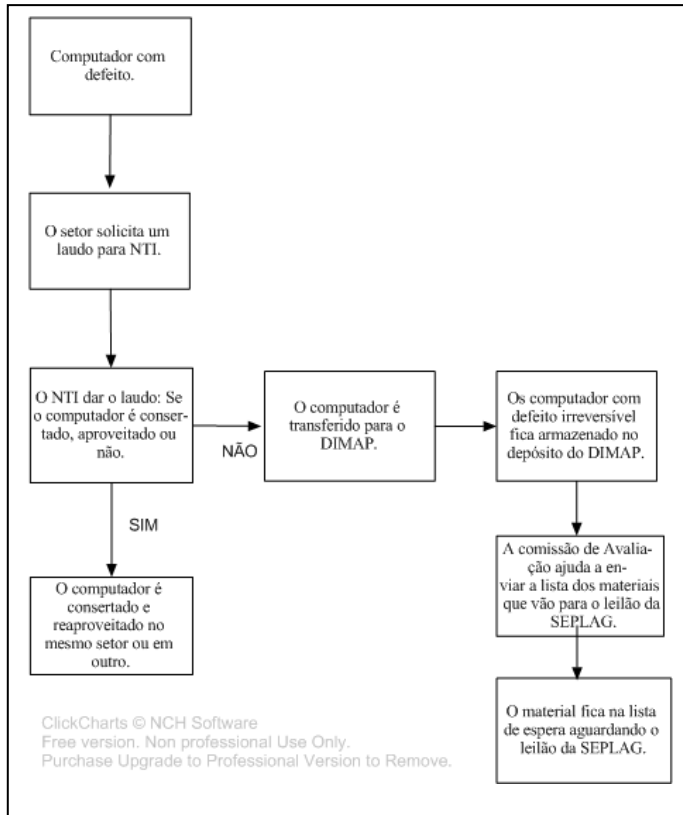 Computador com
defeito.
O setor solicita um
laudo para NTI.
O NTI dar o laudo: Se
o computador é conser-
tado, aproveitado ou
não.
NÃO
O computador é
transferido para o
DIMAP.
Os computador com
defeito irreversível
fica armazenado no
depósito do DIMAP.
SIM
O computador é
consertado e
reaproveitado no
mesmo setor ou em
outro.
A comissão de Avalia-
ção ajuda a en-
viar a lista dos materiais
que vão para o leilão da
SEPLAG.
O material fica na lista
de espera aguardando o
leilão da SEPLAG.
ClickCharts © NCH Software
Free version. Non professional Use Only.
Purchase Upgrade to Professional Version to Remove.